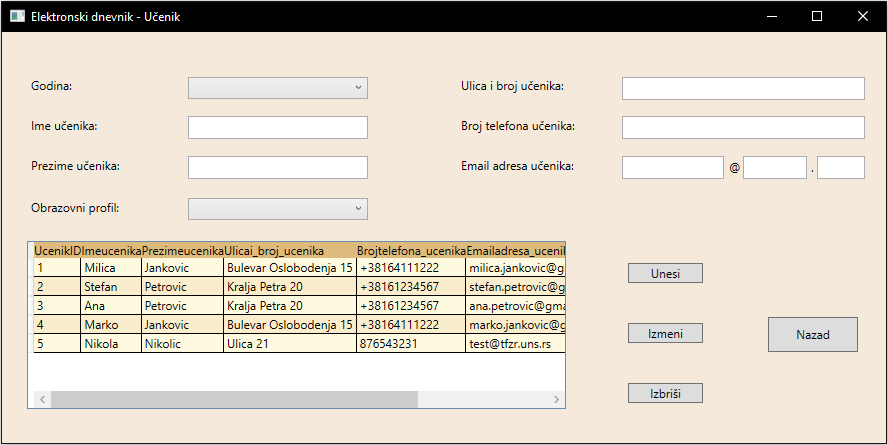 Elektronski dnevnik - Učenik
Godina:
Ulica i broj učenika:
Ime učenika:
Broj telefona učenika:
Prezime učenika:
Email adresa učenika: @ .
Obrazovni profil:
UcenikID Imeucenika Prezimeucenika Ulicai_broj_ucenika Brojtelefona_ucenika Emailadresa_ucenik
1 Milica Jankovic Bulevar Oslobodenja 15 +38164111222 milica.jankovic@g
2 Stefan Petrovic Kralja Petra 20 +38161234567 stefan.petrovic@g
3 Ana Petrovic Kralja Petra 20 +38161234567 ana.petrovic@gma
4 Marko Jankovic Bulevar Oslobodenja 15 +38164111222 marko.jankovic@g
5 Nikola Nikolic Ulica 21 876543231 test@tfzr.uns.rs
Unesi
Izmeni
Nazad
Izbriši